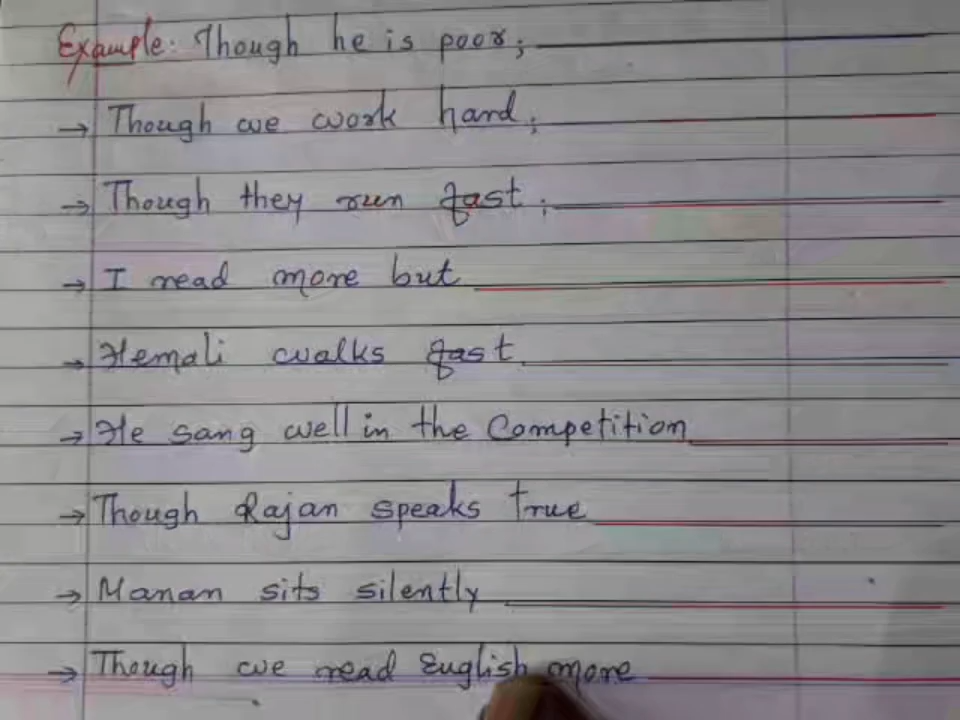 Example: Though he is poor;
→ Though we work hard;
→ Though they run fast;
→ I read more but
→ Hemali walks fast
→ He sang well in the Competition
→ Though Rajan speaks true
→ Manan sits silently
→ Though we read English more